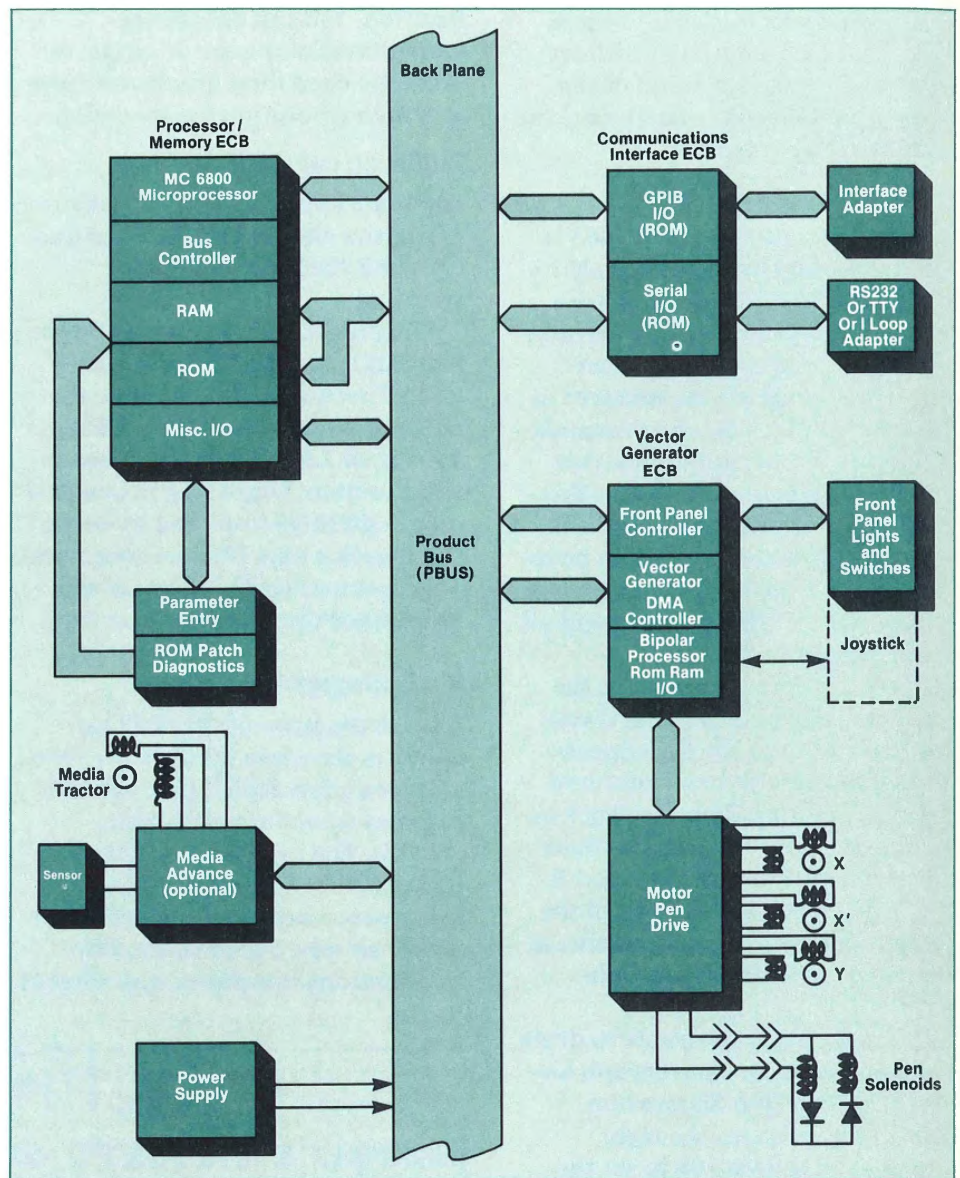 Back Plane
Processor /
Memory ECB
MC 6800
Microprocessor
Bus
Controller
RAM
ROM
Misc. I/O
Parameter
Entry
ROM Patch
Diagnostics
Media
Tractor
Sensor
Media
Advance
(optional)
Power
Supply
Product
Bus
(PBUS)
Communications
Interface ECB
GPIB
I/O
(ROM)
Serial
I/O
(ROM)
Interface
Adapter
RS232
Or TTY
Or I Loop
Adapter
Vector
Generator
ECB
Front Panel
Controller
Vector
Generator
DMA
Controller
Bipolar
Processor
Rom Ram
I/O
Front
Panel
Lights
and
Switches
Joystick
Motor
Pen
Drive
X
X'
Y
Pen
Solenoids